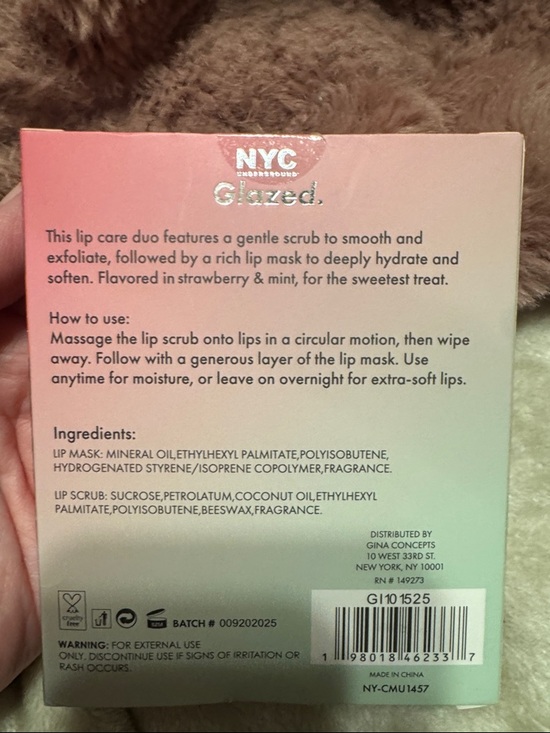 NYC
UNDERGROUND
Glazed.
This lip care duo features a gentle scrub to smooth and
exfoliate, followed by a rich lip mask to deeply hydrate and
soften. Flavored in strawberry & mint, for the sweetest treat.
How to use:
Massage the lip scrub onto lips in a circular motion, then wipe
away. Follow with a generous layer of the lip mask. Use
anytime for moisture, or leave on overnight for extra-soft lips.
Ingredients:
LIP MASK: MINERAL OIL,ETHYLHEXYL PALMITATE,POLYISOBUTENE,
HYDROGENATED STYRENE/ISOPRENE COPOLYMER,FRAGRANCE.
LIP SCRUB: SUCROSE,PETROLATUM,COCONUT OIL,ETHYLHEXYL
PALMITATE,POLYISOBUTENE,BEESWAX,FRAGRANCE.
DISTRIBUTED BY
GINA CONCEPTS
10 WEST 33RD ST.
NEW YORK, NY 10001
RN # 149273
GI101525
cruelty
free
BATCH # 009202025
WARNING: FOR EXTERNAL USE
ONLY. DISCONTINUE USE IF SIGNS OF IRRITATION OR
RASH OCCURS.
1 98018 46233 7
MADE IN CHINA
NY-CMU1457